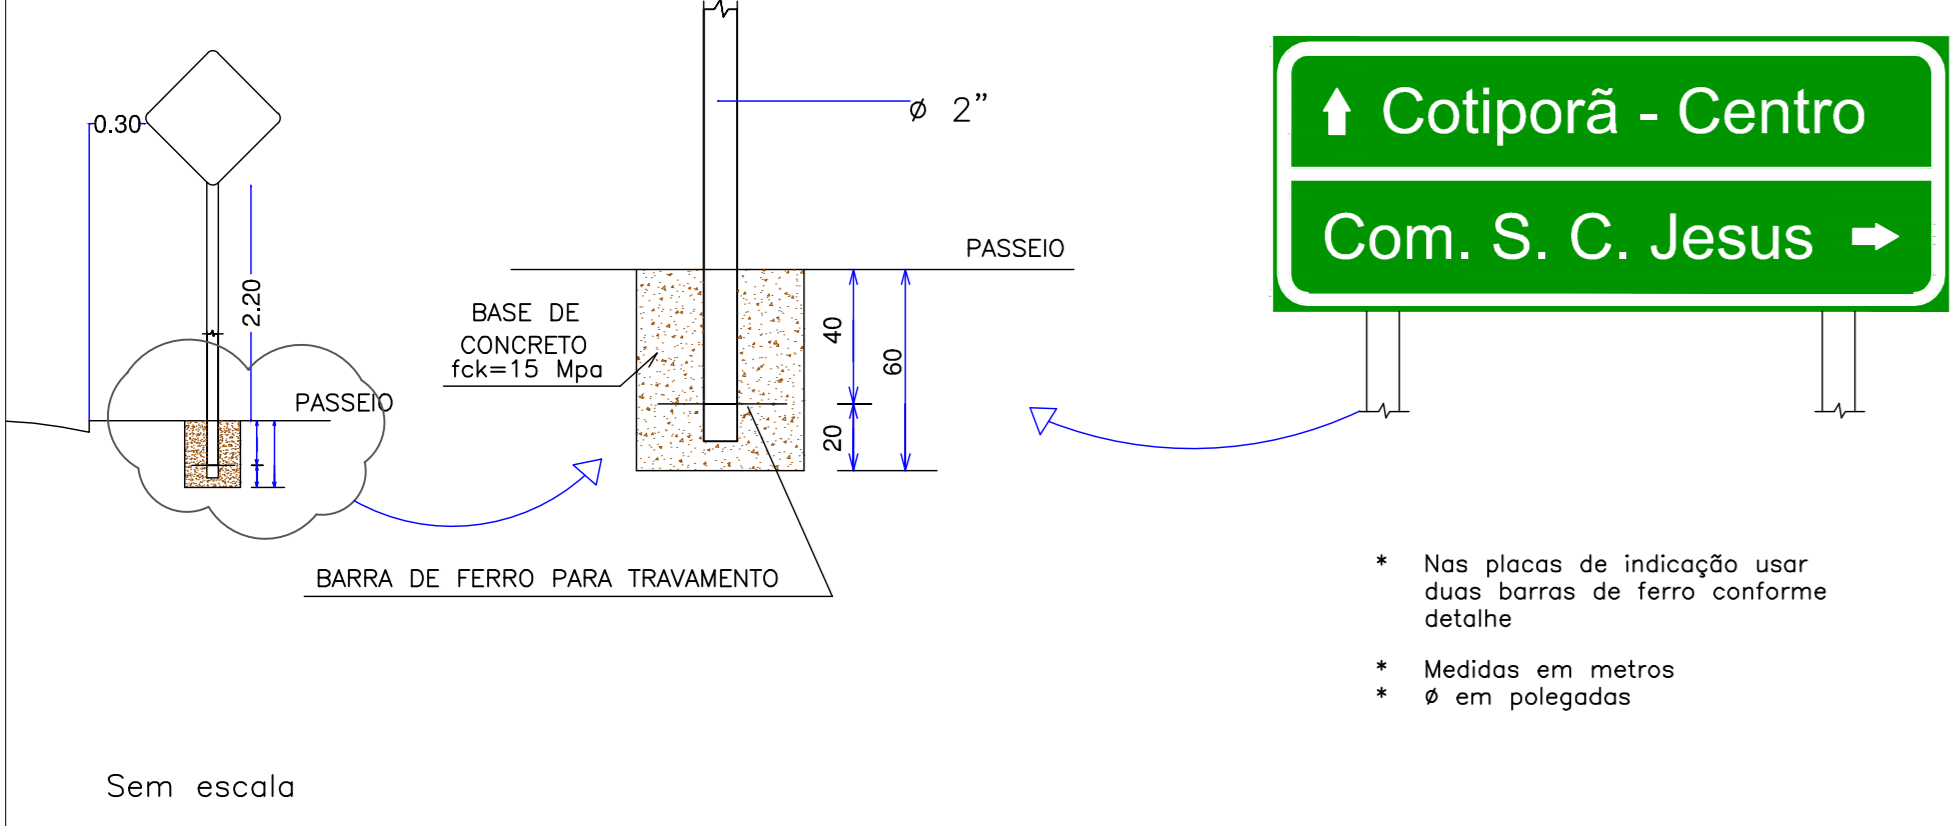 0.30
2.20
PASSEIO
ø 2”
PASSEIO
BASE DE
CONCRETO
fck=15 Mpa
40
60
20
BARRA DE FERRO PARA TRAVAMENTO
Cotiporã - Centro
Com. S. C. Jesus
* Nas placas de indicação usar
duas barras de ferro conforme
detalhe
* Medidas em metros
* ø em polegadas
Sem escala